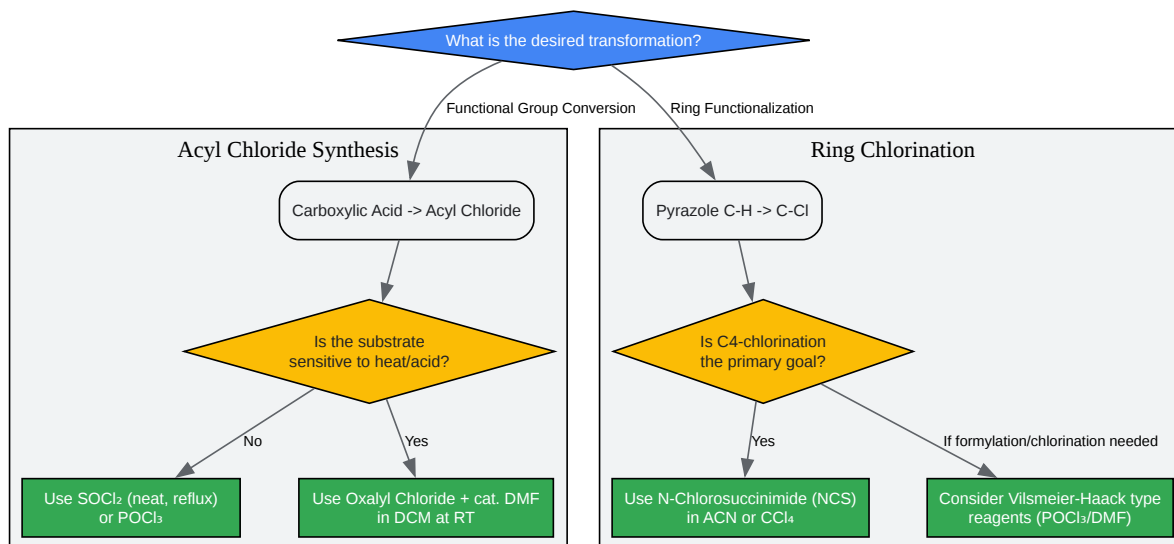 What is the desired transformation?
Functional Group Conversion
Ring Functionalization
Acyl Chloride Synthesis
Ring Chlorination
Carboxylic Acid -> Acyl Chloride
Pyrazole C-H -> C-Cl
Is the substrate
sensitive to heat/acid?
Is C4-chlorination
the primary goal?
No
Yes
Yes
If formylation/chlorination needed
Use SOCl₂ (neat, reflux)
or POCl₃
Use Oxalyl Chloride + cat. DMF
in DCM at RT
Use N-Chlorosuccinimide (NCS)
in ACN or CCl₄
Consider Vilsmeier-Haack type
reagents (POCl₃/DMF)